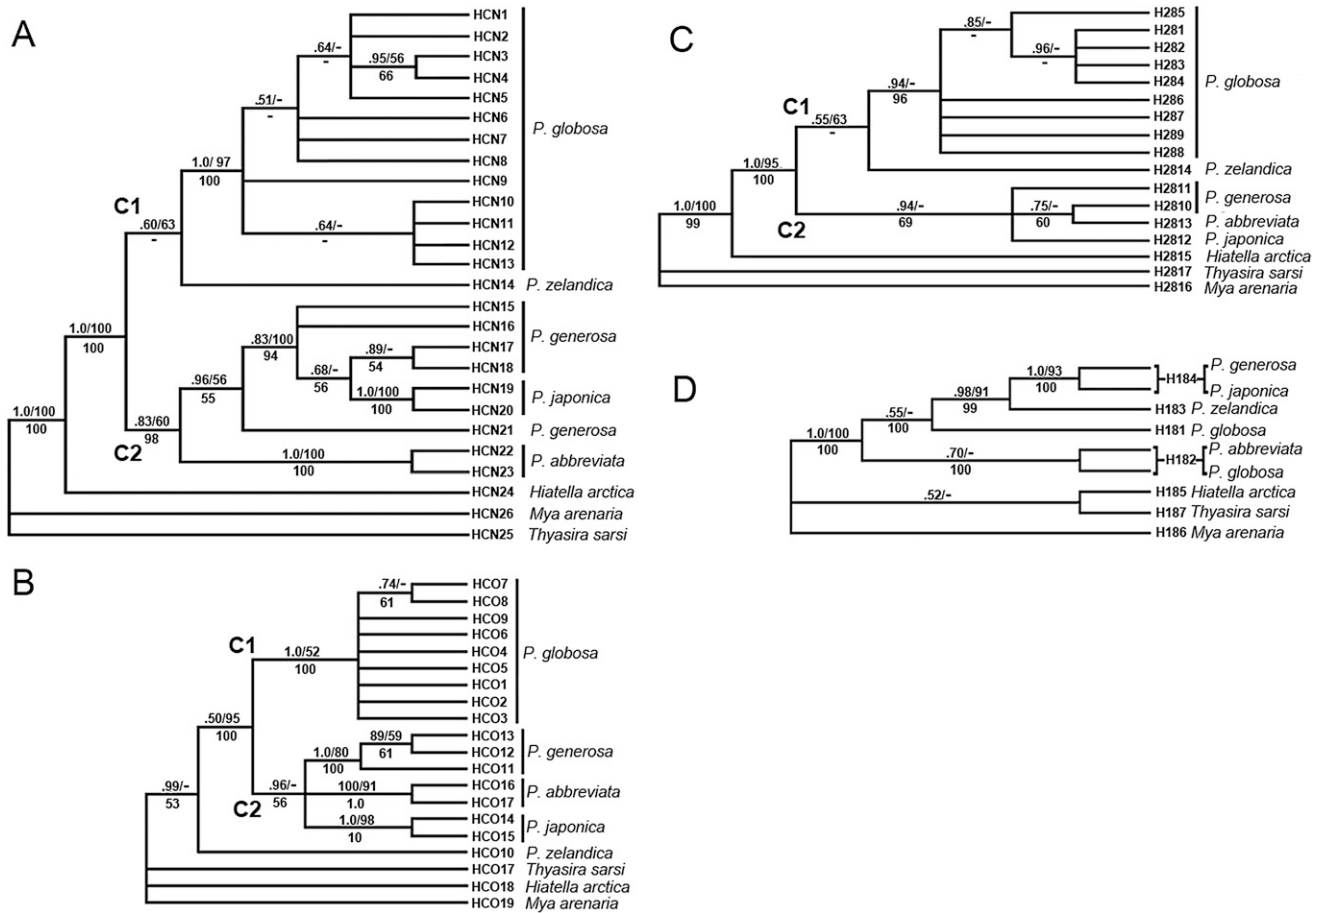 A
HCN1
HCN2
.64/-
-
.95/56
66
HCN3
HCN4
HCN5
.51/-
-
HCN6
HCN7
HCN8
P. globosa
1.0/ 97
100
HCN9
HCN10
.64/-
-
HCN11
HCN12
HCN13
C1
.60/63
-
HCN14 P. zelandica
HCN15
HCN16
P. generosa
1.0/100
100
.83/100
94
.89/-
54
HCN17
HCN18
.68/-
56
1.0/100
100
HCN19
HCN20
P. japonica
.96/56
55
HCN21 P. generosa
1.0/100
100
.83/60
98
C2
1.0/100
100
HCN22
HCN23
P. abbreviata
HCN24 Hiatella arctica
HCN26 Mya arenaria
HCN25 Thyasira sarsi
B
.74/-
61
HCO7
HCO8
HCO9
HCO6
C1
1.0/52
100
HCO4
HCO5
HCO1
HCO2
HCO3
P. globosa
.50/95
100
89/59
61
HCO13
HCO12
1.0/80
100
HCO11
P. generosa
.99/-
53
C2
.96/-
56
100/91
1.0
HCO16
HCO17
P. abbreviata
1.0/98
10
HCO14
HCO15
P. japonica
HCO10 P. zelandica
HCO17 Thyasira sarsi
HCO18 Hiatella arctica
HCO19 Mya arenaria
C
.85/-
-
H285
H281
.96/-
-
H282
H283
H284
P. globosa
.94/-
96
H286
H287
H289
H288
C1
.55/63
-
1.0/95
100
H2814 P. zelandica
H2811
H2810
P. generosa
1.0/100
99
C2
.94/-
69
.75/-
60
H2813 P. abbreviata
H2812 P. japonica
H2815 Hiatella arctica
H2817 Thyasira sarsi
H2816 Mya arenaria
D
1.0/93
100
H184
P. generosa
P. japonica
.98/91
99
H183 P. zelandica
.55/-
100
H181 P. globosa
1.0/100
100
.70/-
100
H182
P. abbreviata
P. globosa
.52/-
H185 Hiatella arctica
H187 Thyasira sarsi
H186 Mya arenaria